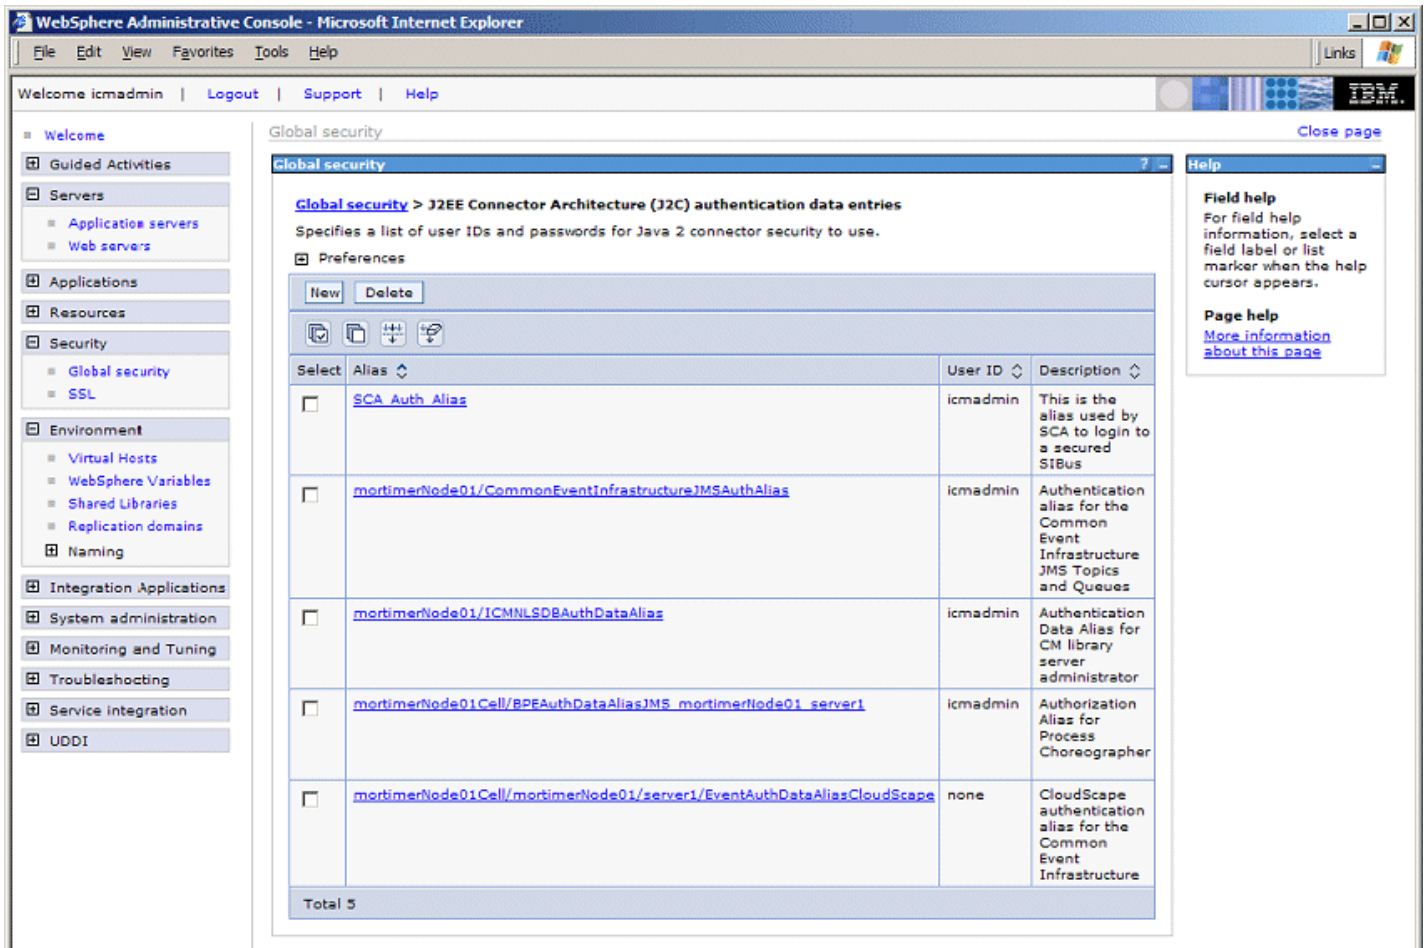 WebSphere Administrative Console - Microsoft Internet Explorer
File Edit View Favorites Tools Help
Links
Welcome icmadmin | Logout | Support | Help
IBM.
Welcome
Guided Activities
Servers
Application servers
Web servers
Applications
Resources
Security
Global security
SSL
Environment
Virtual Hosts
WebSphere Variables
Shared Libraries
Replication domains
Naming
Integration Applications
System administration
Monitoring and Tuning
Troubleshooting
Service integration
UDDI
Global security
Close page
Global security ? _
Global security > J2EE Connector Architecture (J2C) authentication data entries
Specifies a list of user IDs and passwords for Java 2 connector security to use.
Preferences
New Delete
Select Alias User ID Description
SCA_Auth_Alias icmadmin This is the
alias used by
SCA to login to
a secured
SIBus
mortimerNode01/CommonEventInfrastructureJMSAuthAlias icmadmin Authentication
alias for the
Common
Event
Infrastructure
JMS Topics
and Queues
mortimerNode01/ICMNLSDBAuthDataAlias icmadmin Authentication
Data Alias for
CM library
server
administrator
mortimerNode01Cell/BPEAuthDataAliasJMS_mortimerNode01_server1 icmadmin Authorization
Alias for
Process
Choreographer
mortimerNode01Cell/mortimerNode01/server1/EventAuthDataAliasCloudScape none CloudScape
authentication
alias for the
Common
Event
Infrastructure
Total 5
Help
Field help
For field help
information, select a
field label or list
marker when the help
cursor appears.
Page help
More information
about this page